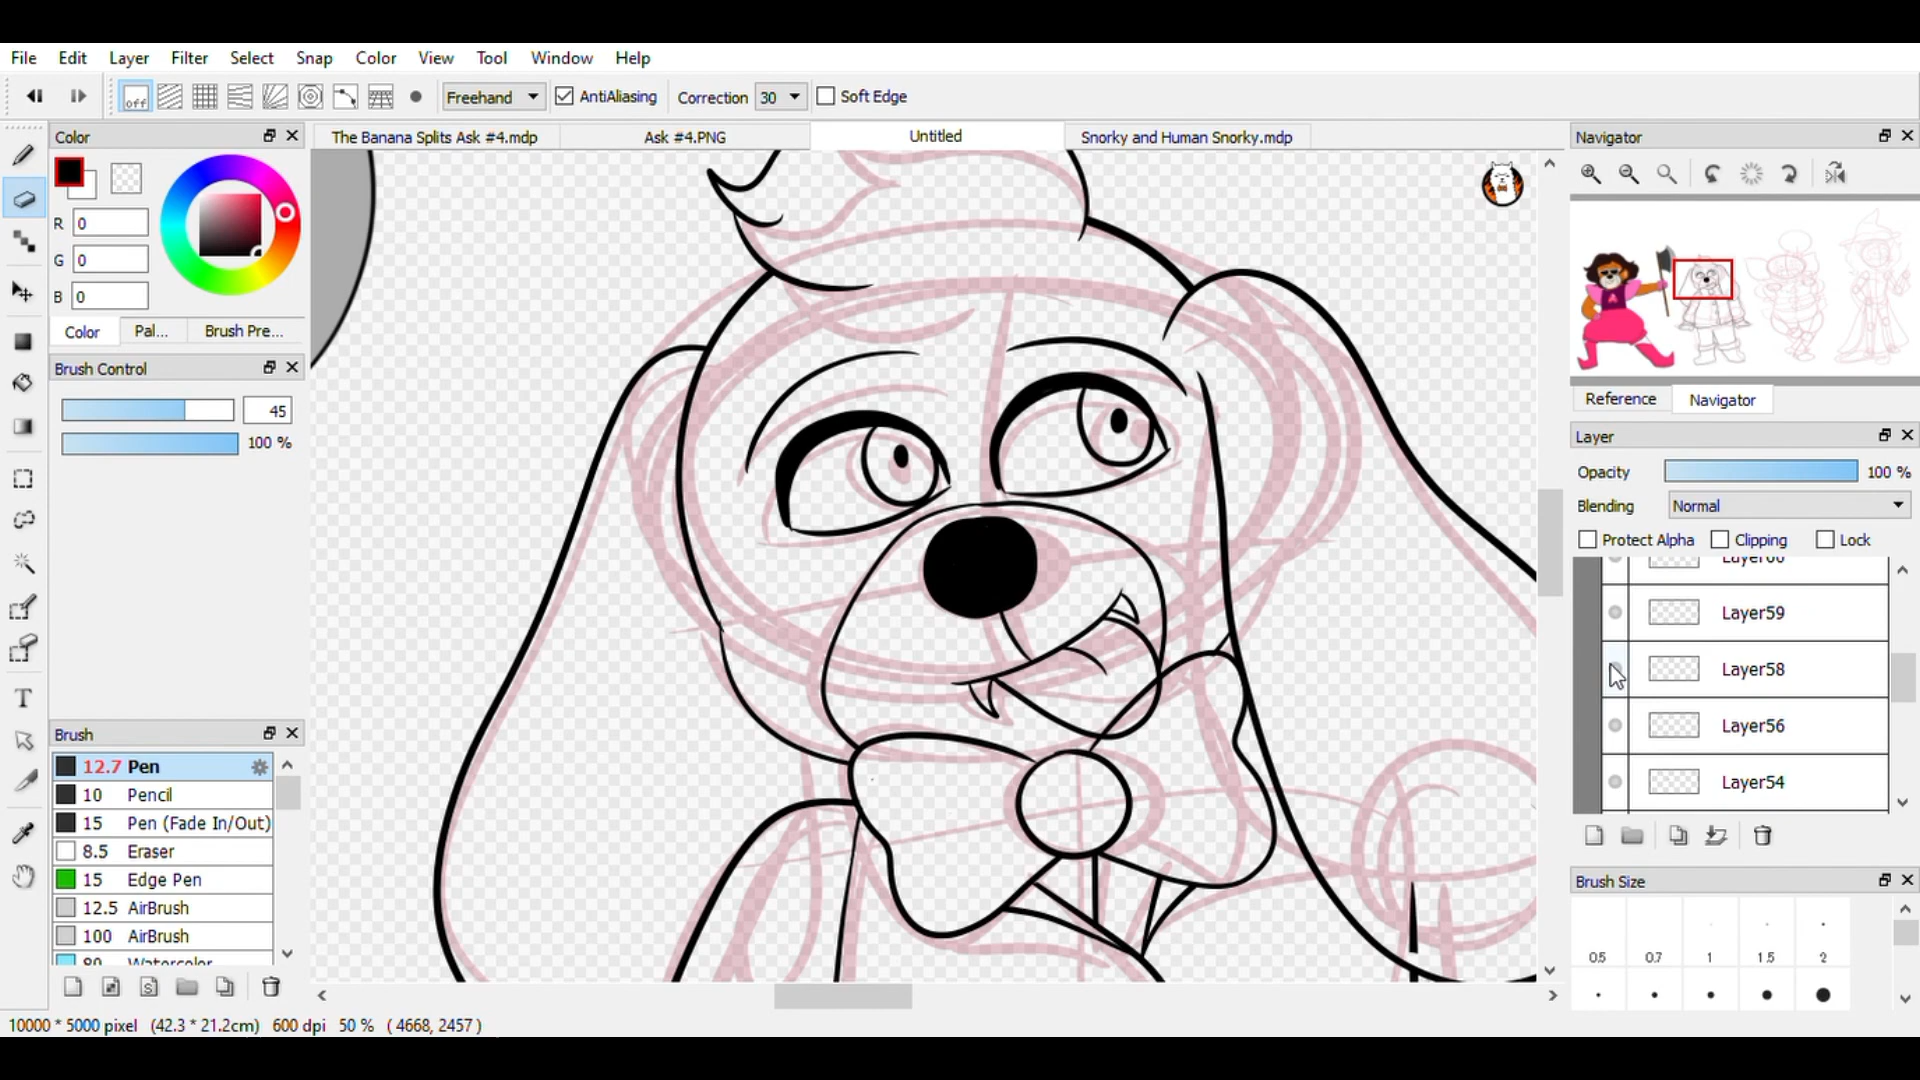 File Edit Layer Filter Select Snap Color View Tool Window Help
off Freehand AntiAliasing Correction 30 Soft Edge
Color
The Banana Splits Ask #4.mdp
Ask #4.PNG
Untitled
Snorky and Human Snorky.mdp
Navigator
R 0
G 0
B 0
Color Pal... Brush Pre...
Brush Control
45
100 %
A
Reference Navigator
Layer
Opacity 100 %
Blending Normal
Protect Alpha Clipping Lock
Layer60
Layer59
Layer58
Layer56
Layer54
Brush
12.7 Pen
10 Pencil
15 Pen (Fade In/Out)
8.5 Eraser
15 Edge Pen
12.5 AirBrush
100 AirBrush
80 Watercolor
S
T
Brush Size
0.5 0.7 1 1.5 2
10000 * 5000 pixel (42.3 * 21.2cm) 600 dpi 50 % ( 4668, 2457 )